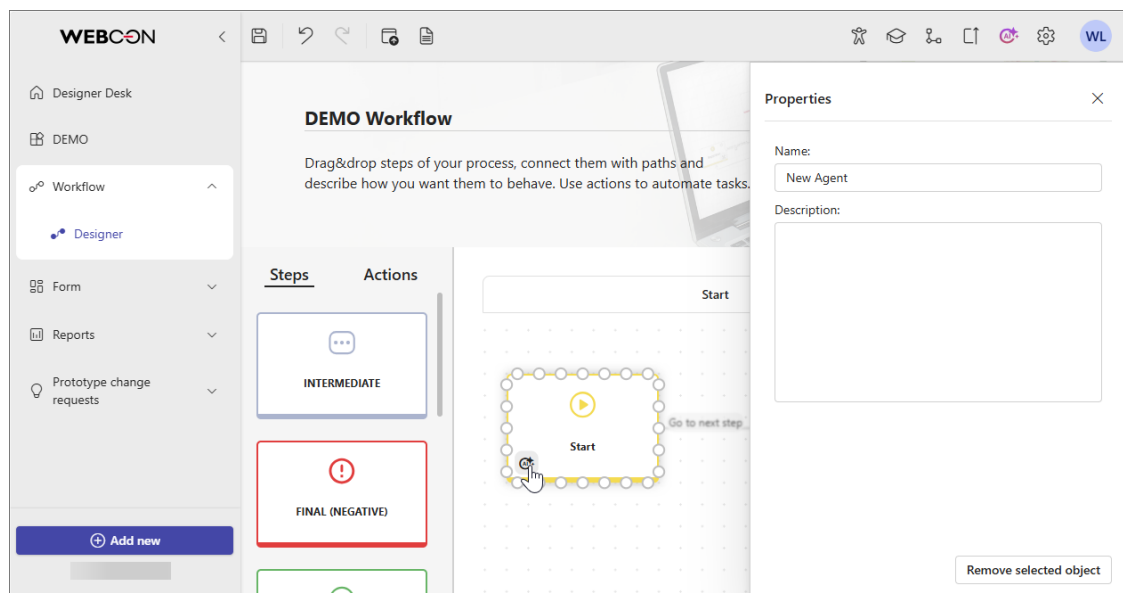 WEBCON
WL
Designer Desk
DEMO
Workflow
Designer
Form
Reports
Prototype change
requests
Add new
DEMO Workflow
Drag&drop steps of your process, connect them with paths and
describe how you want them to behave. Use actions to automate tasks.
Steps
Actions
INTERMEDIATE
FINAL (NEGATIVE)
Start
Start
AI
Go to next step
Properties
Name:
New Agent
Description:
Remove selected object